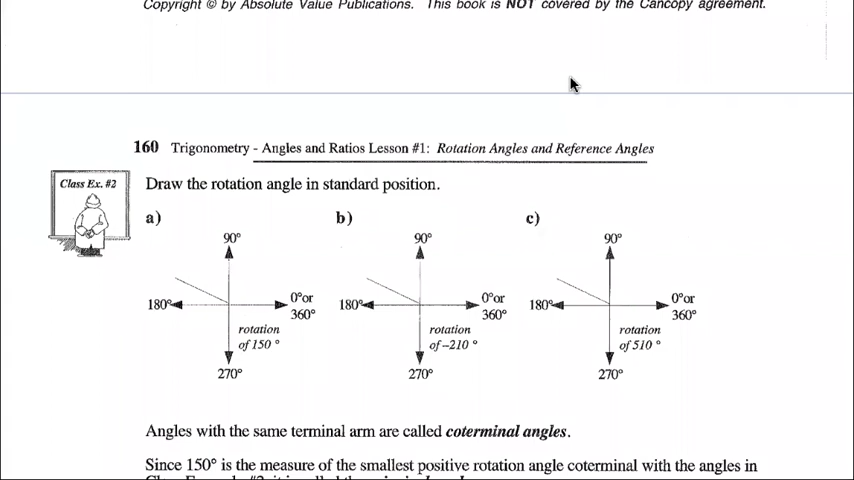 Copyright © by Absolute Value Publications. This book is NOT covered by the Cancopy agreement.
160 Trigonometry - Angles and Ratios Lesson #1: Rotation Angles and Reference Angles
Class Ex. #2
Draw the rotation angle in standard position.
a) b) c)
90° 90° 90°
180° 0°or 180° 0°or 180° 0°or
360° 360° 360°
rotation rotation rotation
of 150 ° of -210 ° of 510 °
270° 270° 270°
Angles with the same terminal arm are called coterminal angles.
Since 150° is the measure of the smallest positive rotation angle coterminal with the angles in